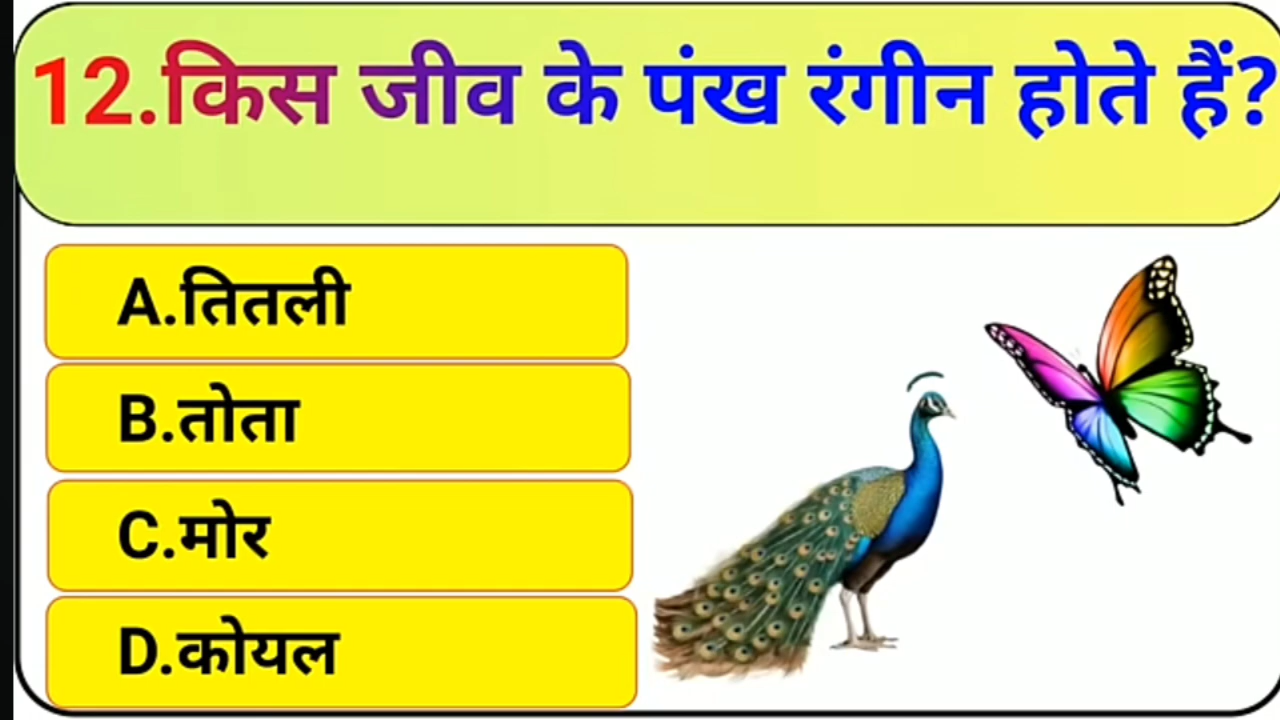 12.किस जीव के पंख रंगीन होते हैं?
A.तितली
B.तोता
C.मोर
D.कोयल